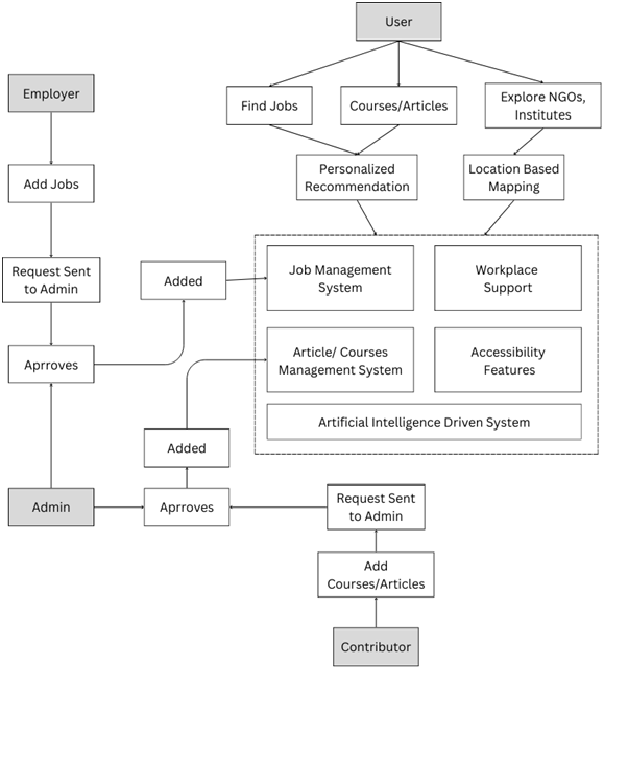 User
Employer
Find Jobs
Courses/Articles
Explore NGOs,
Institutes
Add Jobs
Personalized
Recommendation
Location Based
Mapping
Request Sent
to Admin
Added
Job Management
System
Workplace
Support
Aprroves
Article/ Courses
Management System
Accessibility
Features
Artificial Intelligence Driven System
Added
Admin
Aprroves
Request Sent
to Admin
Add
Courses/Articles
Contributor